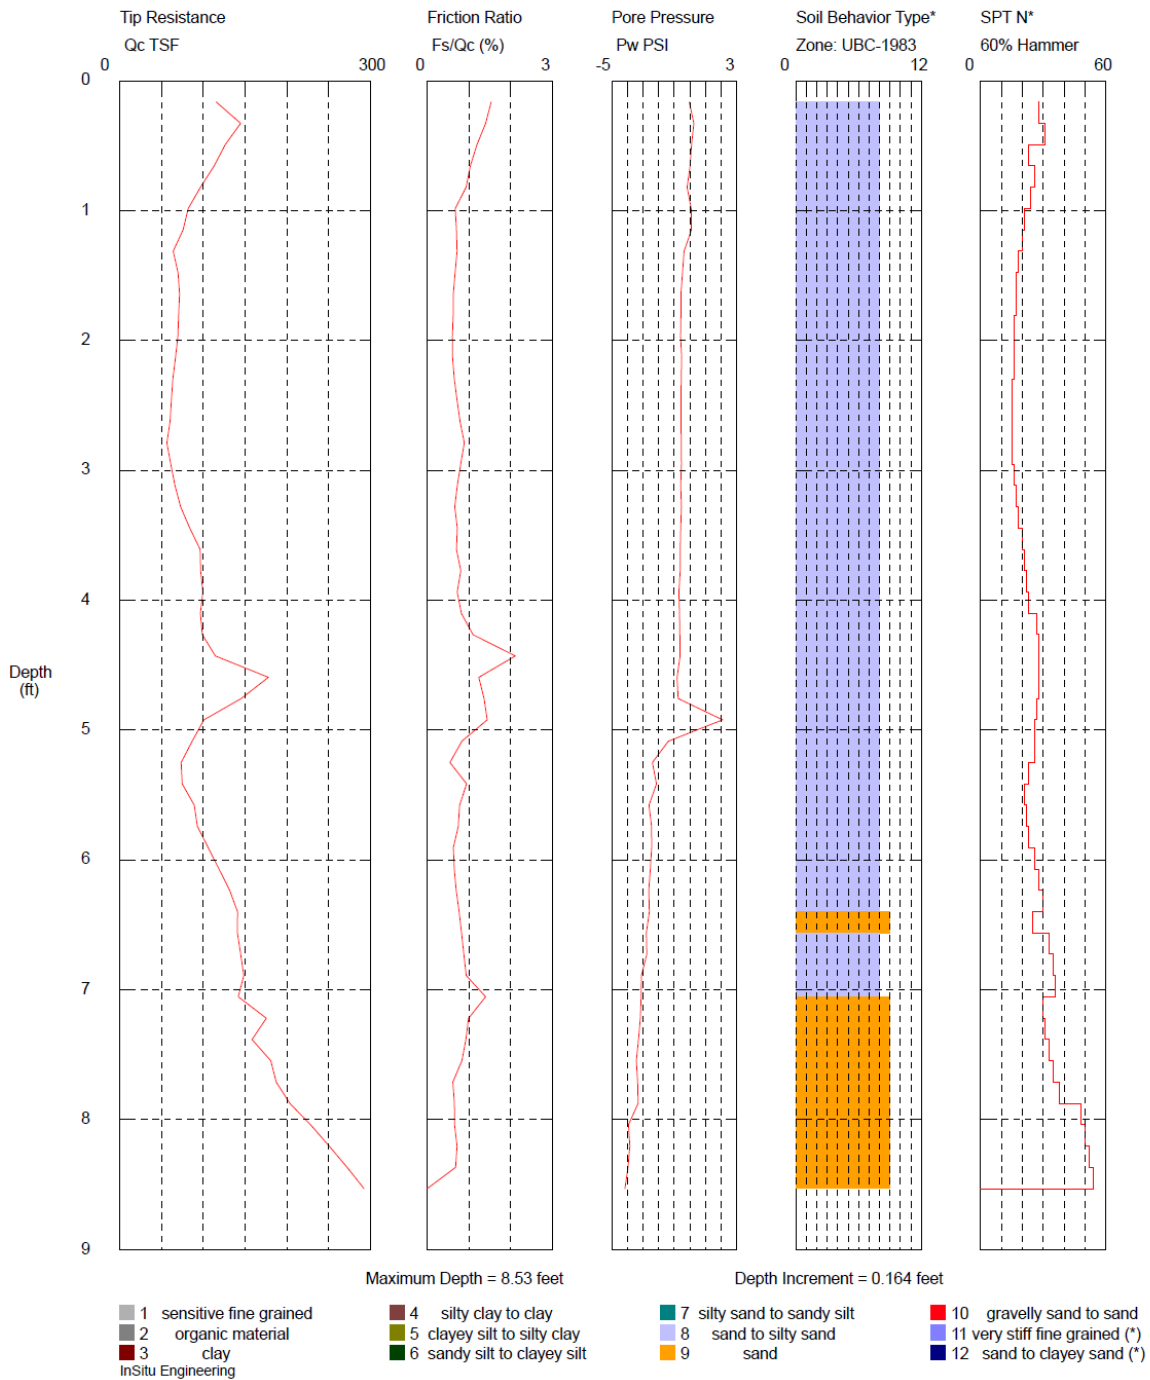 Tip Resistance Friction Ratio Pore Pressure Soil Behavior Type* SPT N*
Qc TSF Fs/Qc (%) Pw PSI Zone: UBC-1983 60% Hammer
0 300 0 3 -5 3 0 12 0 60
0
1
2
3
4
Depth
(ft)
5
6
7
8
9
Maximum Depth = 8.53 feet Depth Increment = 0.164 feet
1 sensitive fine grained 4 silty clay to clay 7 silty sand to sandy silt 10 gravelly sand to sand
2 organic material 5 clayey silt to silty clay 8 sand to silty sand 11 very stiff fine grained (*)
3 clay 6 sandy silt to clayey silt 9 sand 12 sand to clayey sand (*)
InSitu Engineering